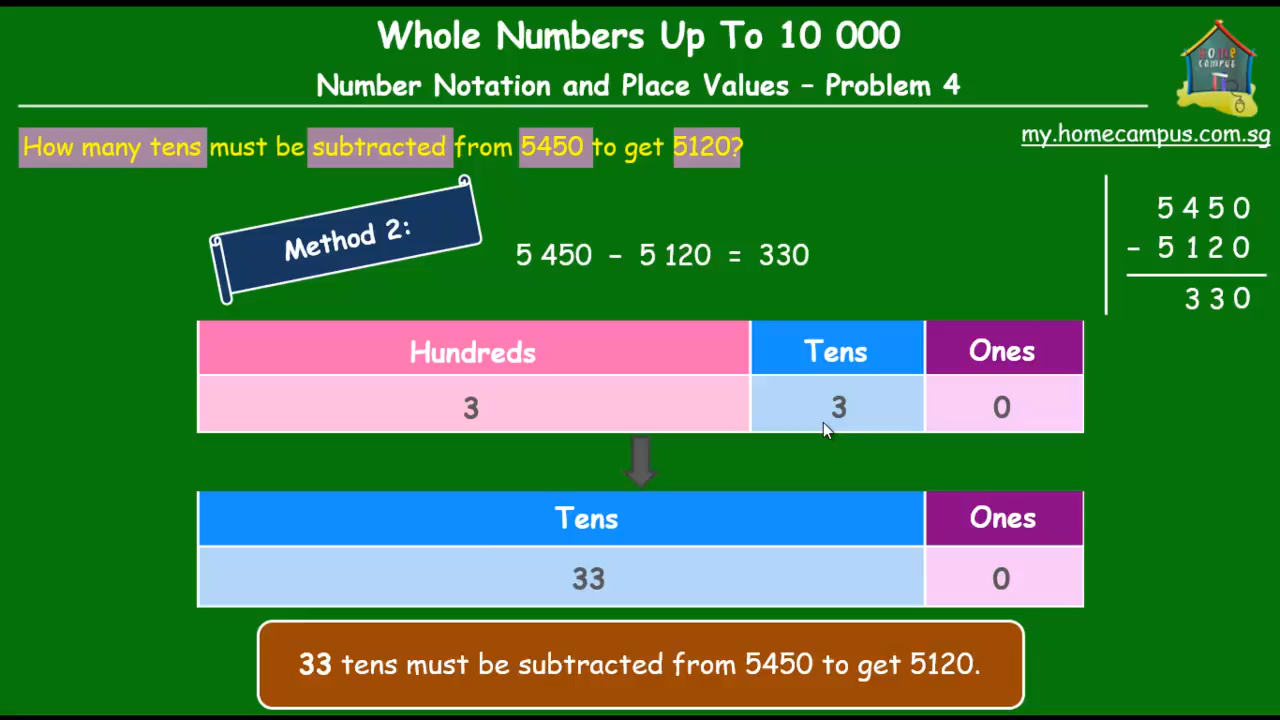 Whole Numbers Up To 10 000
Number Notation and Place Values – Problem 4
HOME
campus
my.homecampus.com.sg
How many tens must be subtracted from 5450 to get 5120?
Method 2:
5 450 – 5 120 = 330
5 4 5 0
– 5 1 2 0
3 3 0
Hundreds Tens Ones
3 3 0
Tens Ones
33 0
33 tens must be subtracted from 5450 to get 5120.